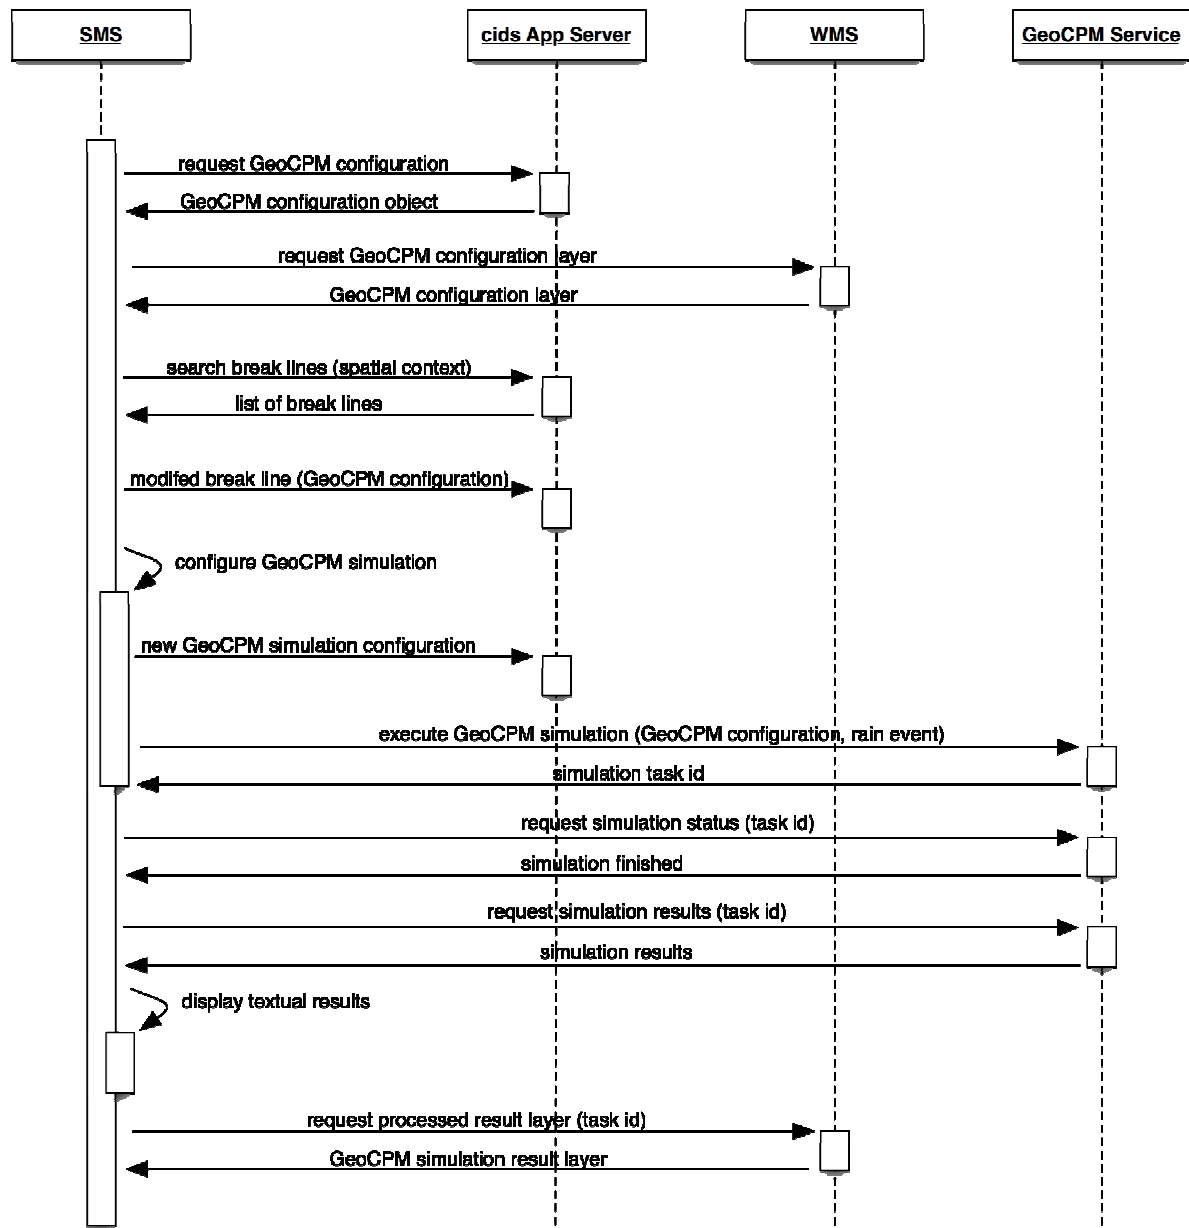 SMS
cids App Server
WMS
GeoCPM Service
request GeoCPM configuration
GeoCPM configuration object
request GeoCPM configuration layer
GeoCPM configuration layer
search break lines (spatial context)
list of break lines
modifed break line (GeoCPM configuration)
configure GeoCPM simulation
new GeoCPM simulation configuration
execute GeoCPM simulation (GeoCPM configuration, rain event)
simulation task id
request simulation status (task id)
simulation finished
request simulation results (task id)
simulation results
display textual results
request processed result layer (task id)
GeoCPM simulation result layer